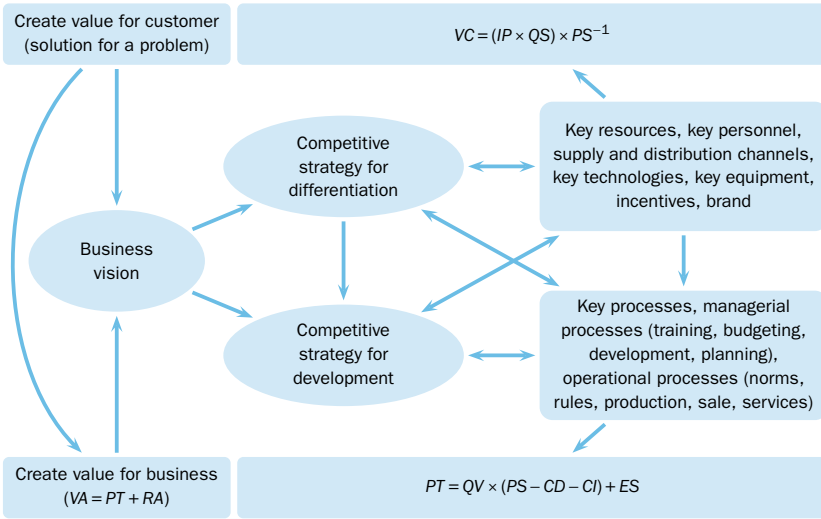 Create value for customer
(solution for a problem)
VC = (IP × QS) × PS⁻¹
Competitive
strategy for
differentiation
Key resources, key personnel,
supply and distribution channels,
key technologies, key equipment,
incentives, brand
Business
vision
Competitive
strategy for
development
Key processes, managerial
processes (training, budgeting,
development, planning),
operational processes (norms,
rules, production, sale, services)
Create value for business
(VA = PT + RA)
PT = QV × (PS – CD – CI) + ES